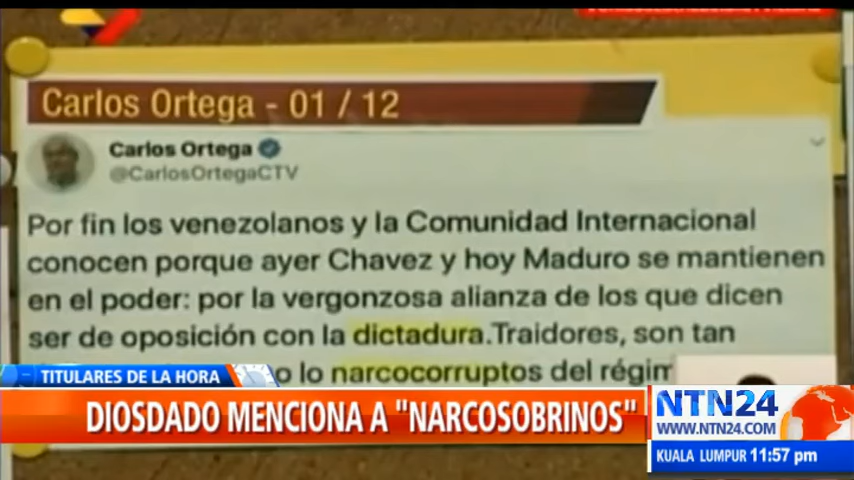 Carlos Ortega - 01 / 12
Carlos Ortega
@CarlosOrtegaCTV
Por fin los venezolanos y la Comunidad Internacional
conocen porque ayer Chavez y hoy Maduro se mantienen
en el poder: por la vergonzosa alianza de los que dicen
ser de oposición con la dictadura.Traidores, son tan
o lo narcocorruptos del régim
TITULARES DE LA HORA
DIOSDADO MENCIONA A "NARCOSOBRINOS"
NTN24
WWW.NTN24.COM
KUALA LUMPUR 11:57 pm